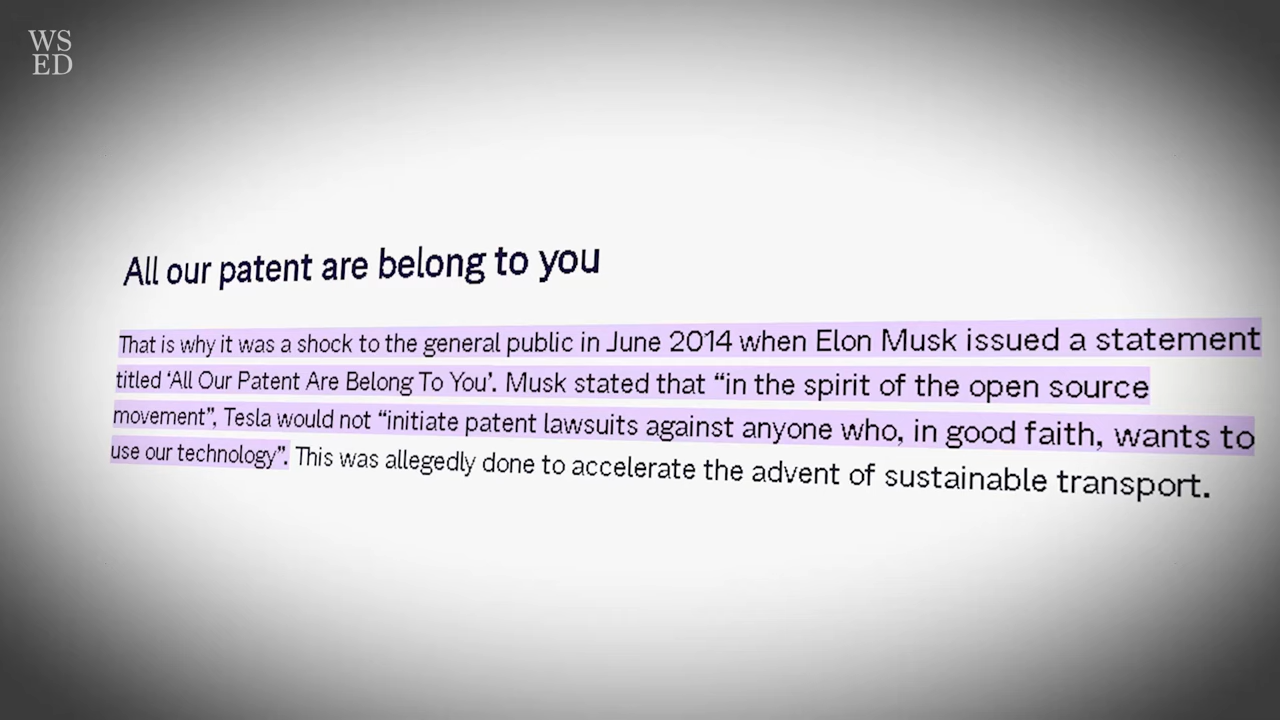 WS
ED
All our patent are belong to you
That is why it was a shock to the general public in June 2014 when Elon Musk issued a statement
titled ‘All Our Patent Are Belong To You’. Musk stated that “in the spirit of the open source
movement”, Tesla would not “initiate patent lawsuits against anyone who, in good faith, wants to
use our technology”. This was allegedly done to accelerate the advent of sustainable transport.